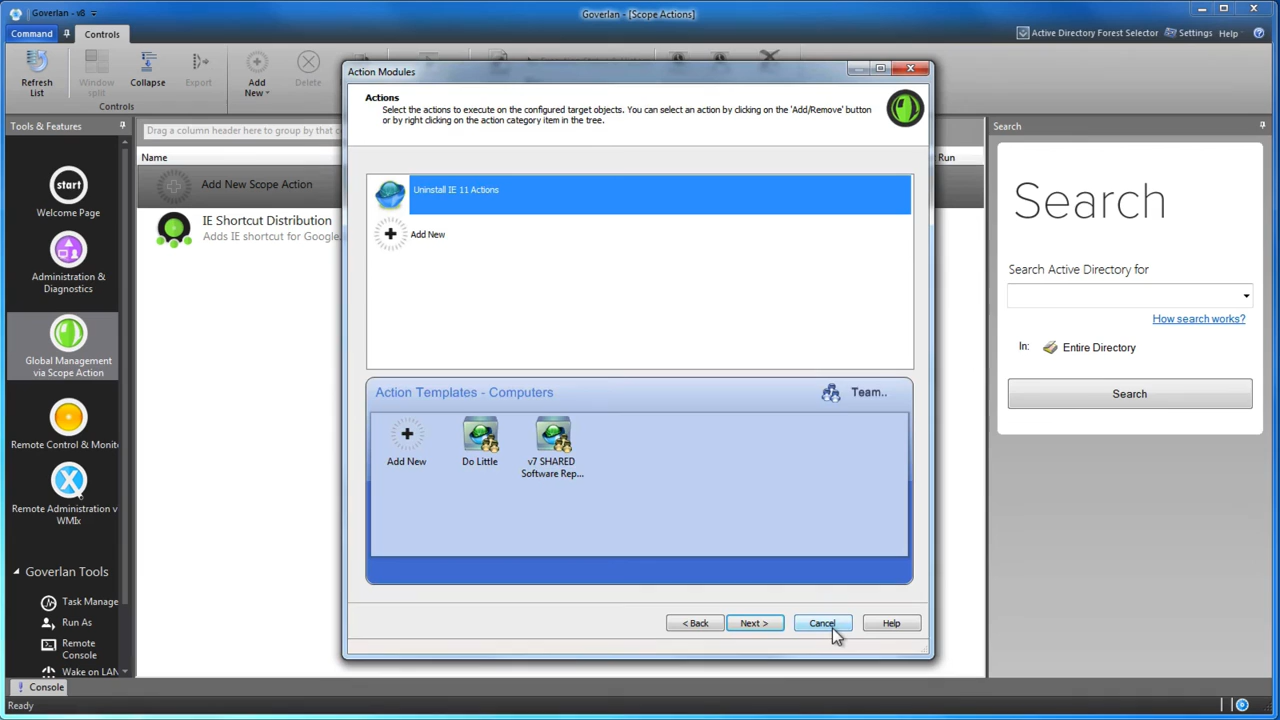 Goverlan - v8
Goverlan - [Scope Actions]
Command
Controls
Active Directory Forest Selector
Settings
Help
Refresh
List
Window
split
Collapse
Export
Add
New
Delete
Controls
Tools & Features
Drag a column header here to group by that c
Name
Run
Search
start
Welcome Page
Administration &
Diagnostics
Global Management
via Scope Action
Remote Control & Monito
Remote Administration v
WMIx
Goverlan Tools
Task Manage
Run As
Remote
Console
Wake on LAN
Add New Scope Action
IE Shortcut Distribution
Adds IE shortcut for Google.
Action Modules
Actions
Select the actions to execute on the configured target objects. You can select an action by clicking on the 'Add/Remove' button
or by right clicking on the action category item in the tree.
Uninstall IE 11 Actions
Add New
Action Templates - Computers
Team..
Add New
Do Little
v7 SHARED
Software Rep...
< Back
Next >
Cancel
Help
Search
Search Active Directory for
How search works?
In:
Entire Directory
Search
Console
Ready